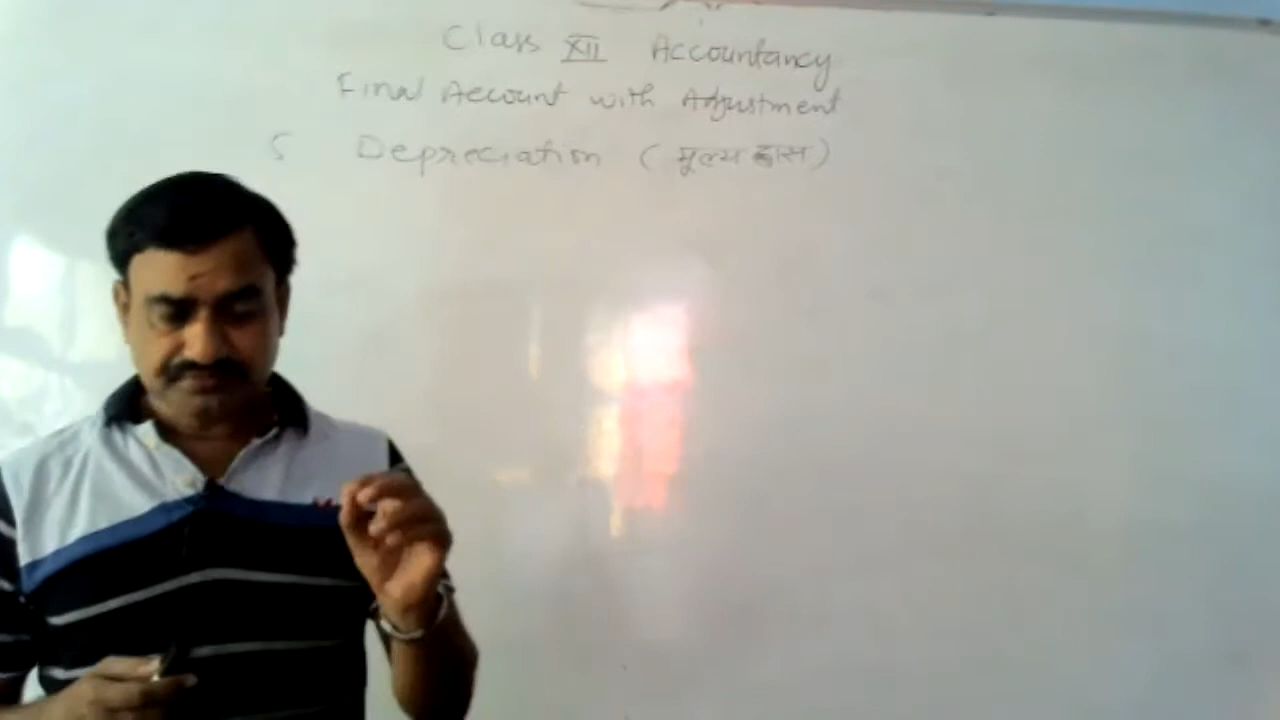 Class XII Accountancy
Final Account with Adjustment
5 Depreciation (मूल्य ह्रास)